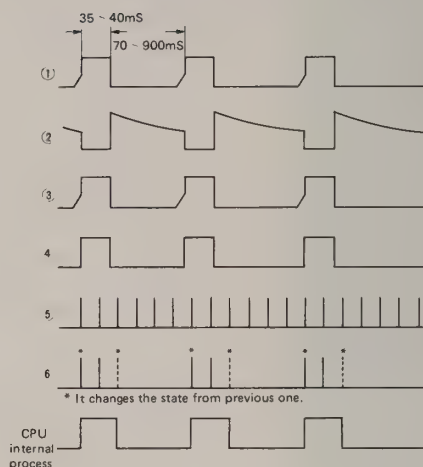 35 ~ 40mS
70 ~ 900mS
①
②
③
4
5
* * * * * *
6
* It changes the state from previous one.
CPU
internal
process